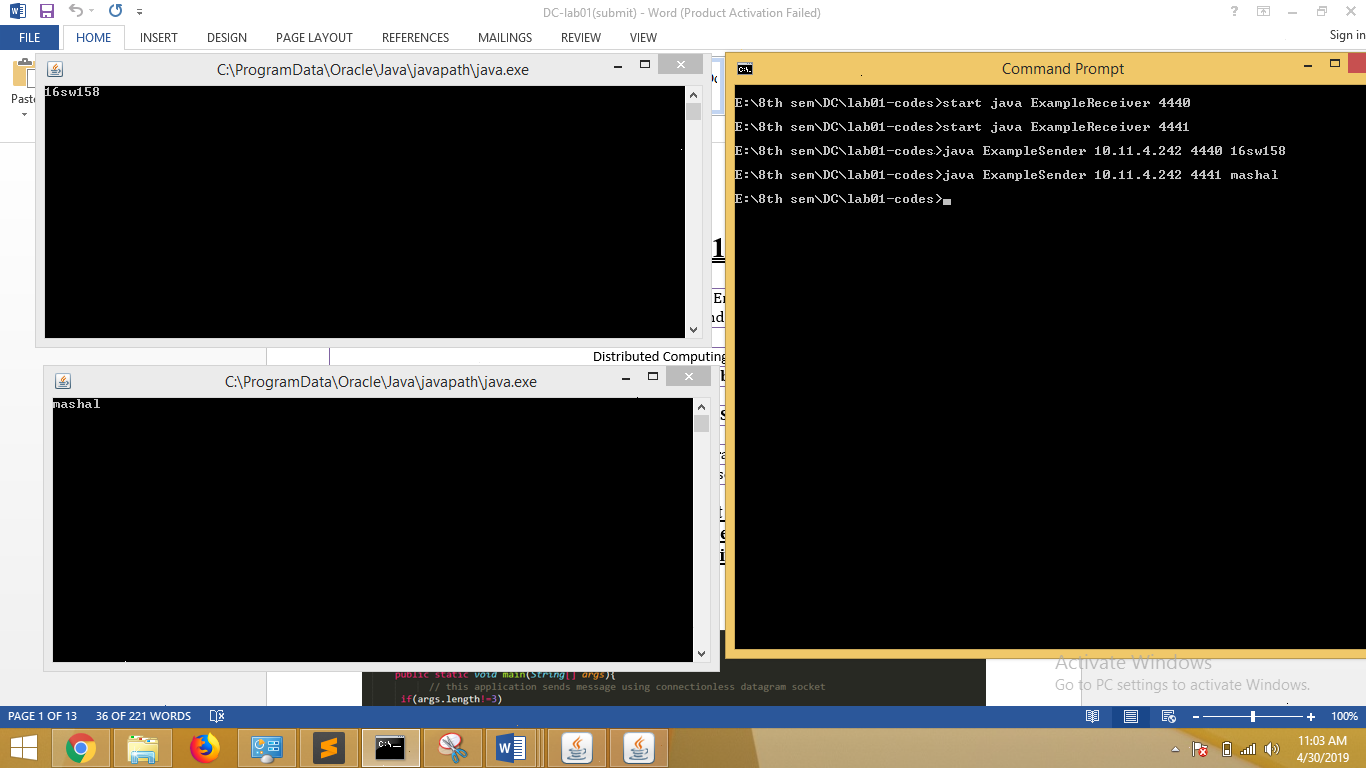 DC-lab01(submit) - Word (Product Activation Failed)
FILE HOME INSERT DESIGN PAGE LAYOUT REFERENCES MAILINGS REVIEW VIEW Sign in
Paste
C:\ProgramData\Oracle\Java\javapath\java.exe
16sw158
Command Prompt
E:\8th sem\DC\lab01-codes>start java ExampleReceiver 4440
E:\8th sem\DC\lab01-codes>start java ExampleReceiver 4441
E:\8th sem\DC\lab01-codes>java ExampleSender 10.11.4.242 4440 16sw158
E:\8th sem\DC\lab01-codes>java ExampleSender 10.11.4.242 4441 mashal
E:\8th sem\DC\lab01-codes>
Distributed Computing
C:\ProgramData\Oracle\Java\javapath\java.exe
mashal
public static void main(String[] args){
// this application sends message using connectionless datagram socket
if(args.length!=3)
Activate Windows
Go to PC settings to activate Windows.
PAGE 1 OF 13 36 OF 221 WORDS 100%
11:03 AM
4/30/2019